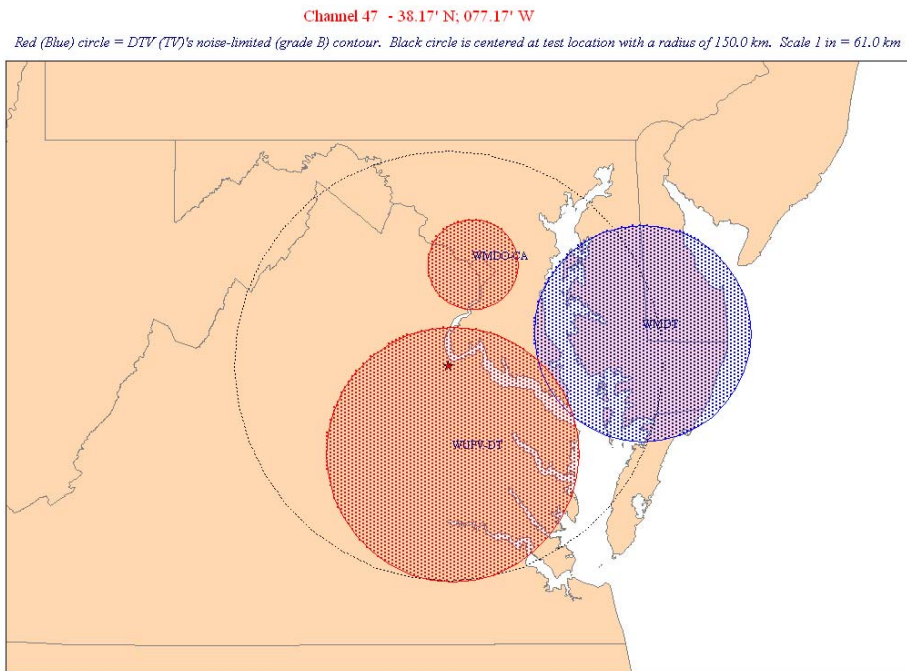 Channel 47 - 38.17' N; 077.17' W
Red (Blue) circle = DTV (TV)'s noise-limited (grade B) contour. Black circle is centered at test location with a radius of 150.0 km. Scale 1 in = 61.0 km
WMDO-CA
WMDT
WUPV-DT